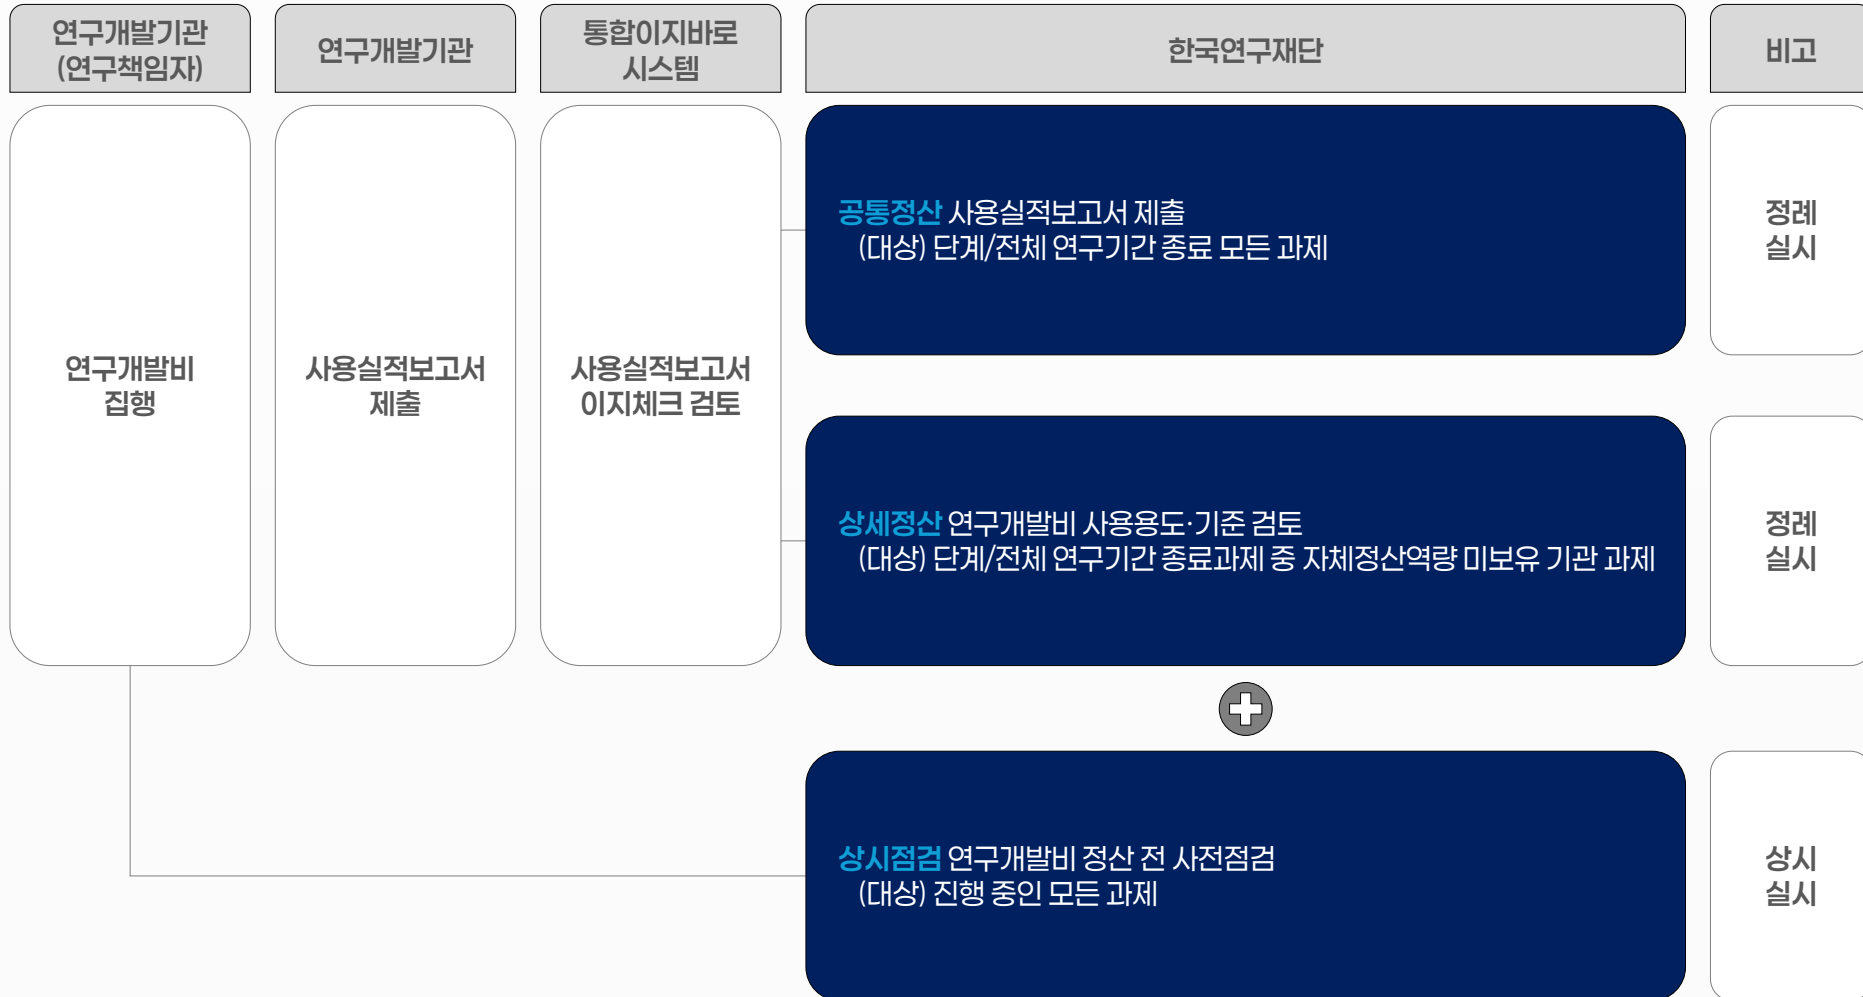 연구개발기관
(연구책임자)
연구개발기관
통합이지바로
시스템
한국연구재단
비고
연구개발비
집행
사용실적보고서
제출
사용실적보고서
이지체크 검토
공통정산 사용실적보고서 제출
(대상) 단계/전체 연구기간 종료 모든 과제
정례
실시
상세정산 연구개발비 사용용도·기준 검토
(대상) 단계/전체 연구기간 종료과제 중 자체정산역량 미보유 기관 과제
정례
실시
상시점검 연구개발비 정산 전 사전점검
(대상) 진행 중인 모든 과제
상시
실시